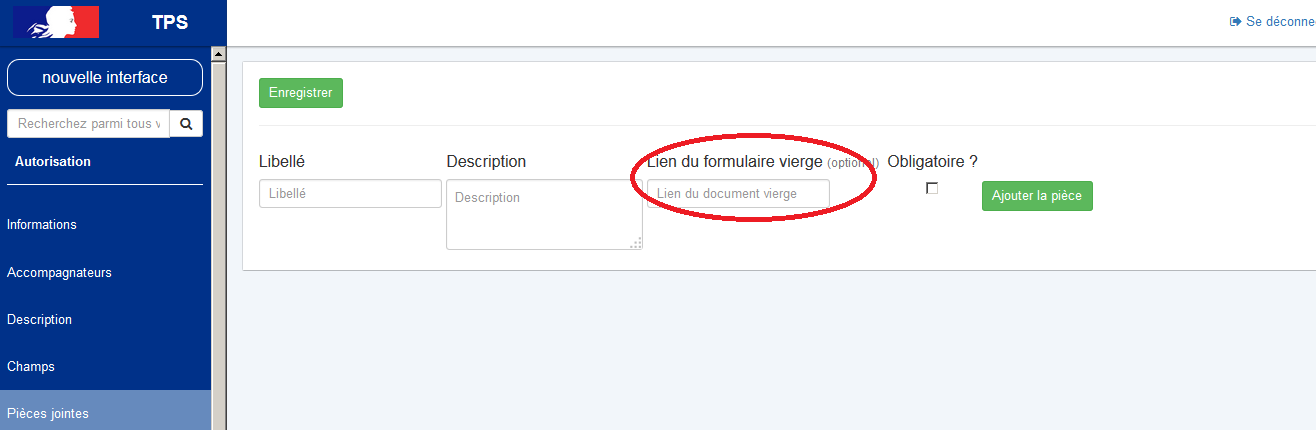 TPS
Se déconne
nouvelle interface
Recherchez parmi tous v
Autorisation
Informations
Accompagnateurs
Description
Champs
Pièces jointes
Enregistrer
Libellé Description Lien du formulaire vierge (optionel) Obligatoire ?
Libellé Description Lien du document vierge Ajouter la pièce